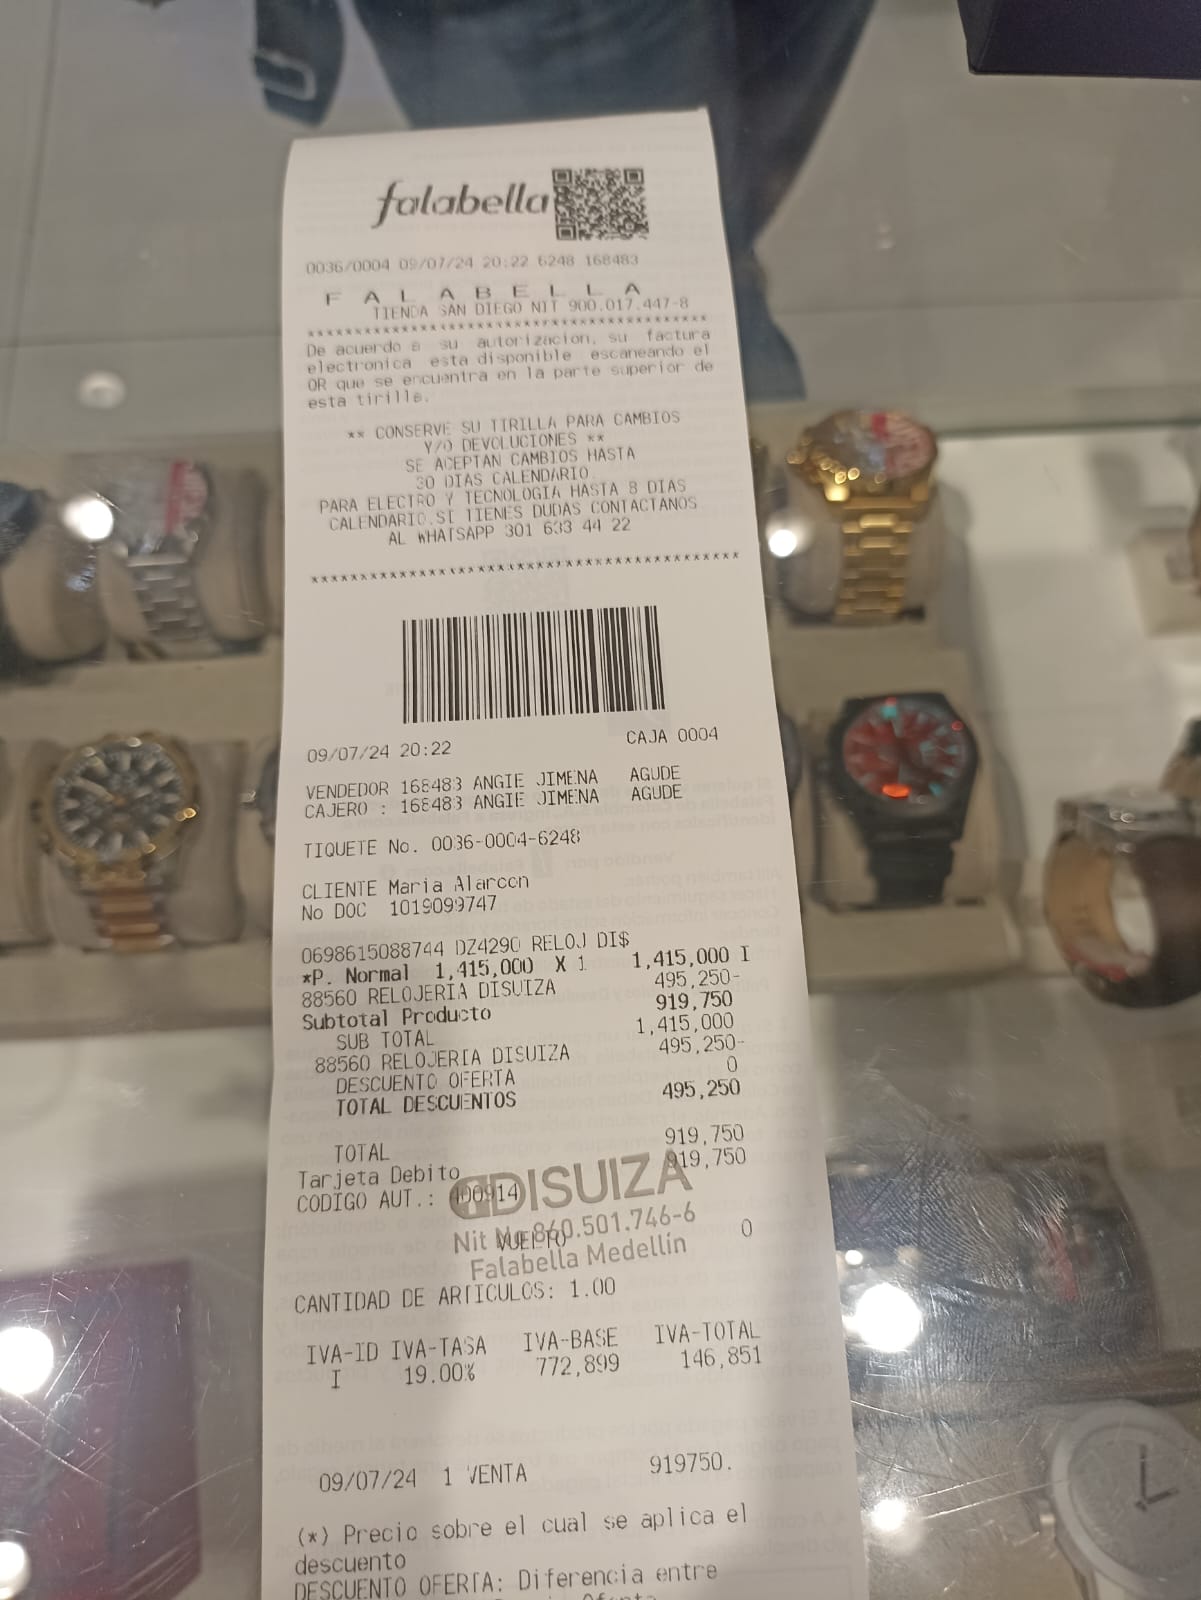 falabella
0036/0004 09/07/24 20:22 6248 168483
F A L A B E L L A
TIENDA SAN DIEGO NIT 900.017.447-8
De acuerdo a su autorizacion, su factura
electronica esta disponible escaneando el
QR que se encuentra en la parte superior de
esta tirilla.
** CONSERVE SU TIRILLA PARA CAMBIOS
Y/O DEVOLUCIONES **
SE ACEPTAN CAMBIOS HASTA
30 DIAS CALENDARIO.
PARA ELECTRO Y TECNOLOGIA HASTA 8 DIAS
CALENDARIO.SI TIENES DUDAS CONTACTANOS
AL WHATSAPP 301 633 44 22
09/07/24 20:22 CAJA 0004
VENDEDOR 168483 ANGIE JIMENA AGUDE
CAJERO : 168483 ANGIE JIMENA AGUDE
TIQUETE No. 0036-0004-6248
CLIENTE Maria Alarcon
No DOC 1019099747
0698615088744 DZ4290 RELOJ DI$
*P. Normal 1,415,000 X 1 1,415,000 I
88560 RELOJERIA DISUIZA 495,250-
Subtotal Producto 919,750
SUB TOTAL 1,415,000
88560 RELOJERIA DISUIZA 495,250-
DESCUENTO OFERTA 0
TOTAL DESCUENTOS 495,250
TOTAL 919,750
Tarjeta Debito 919,750
CODIGO AUT.: 400914
DISUIZA
Nit No 860.501.746-6
VUELTO 0
Falabella Medellín
CANTIDAD DE ARTICULOS: 1.00
IVA-ID IVA-TASA IVA-BASE IVA-TOTAL
I 19.00% 772,899 146,851
09/07/24 1 VENTA 919750.
(*) Precio sobre el cual se aplica el
descuento
DESCUENTO OFERTA: Diferencia entre